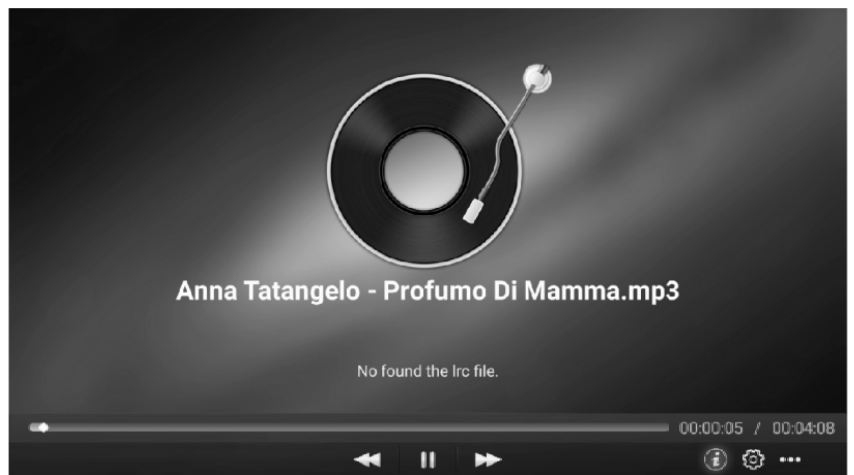 Anna Tatangelo - Profumo Di Mamma.mp3
No found the lrc file.
00:00:05 / 00:04:08